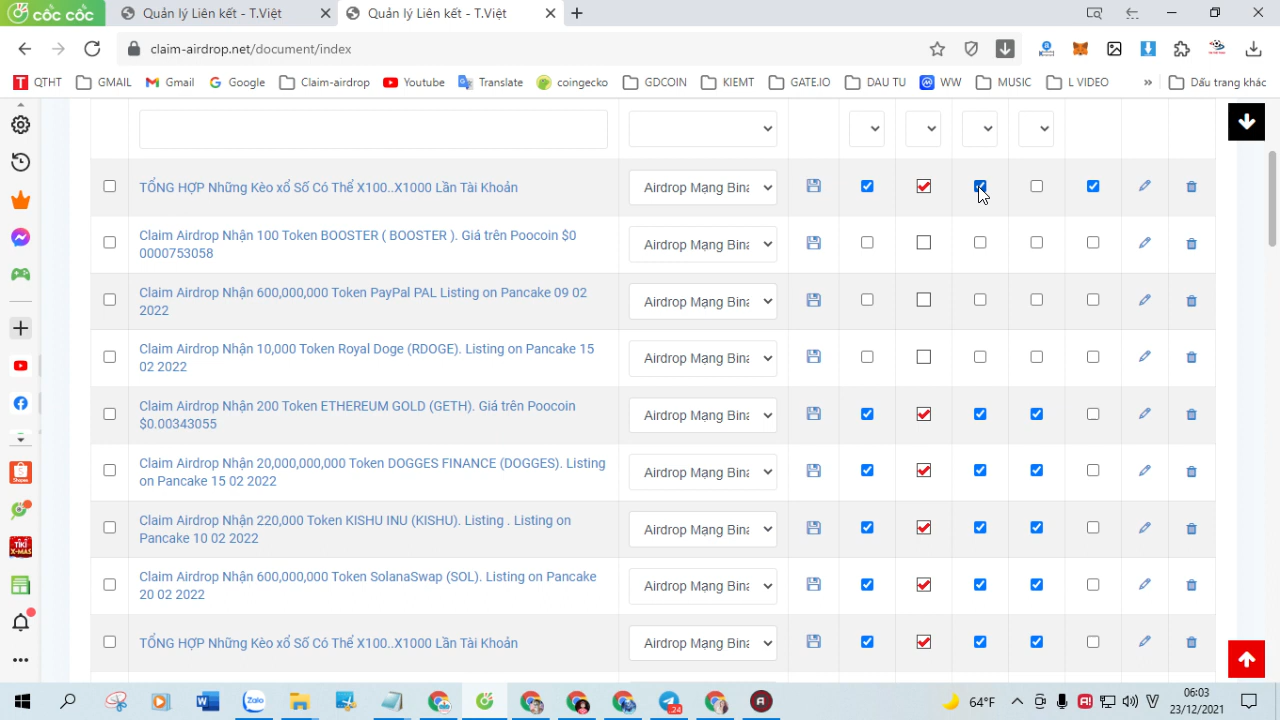 cốc cốc
Quản lý kết - T.Việt
Quản lý kết - T.Việt
claim-airdrop.net/document/index
QTHT
GMAIL
Gmail
Google
Claim-airdrop
Youtube
Translate
coingecko
GDCOIN
KIEMT
GATE.IO
DAU TU
WW
MUSIC
L VIDEO
»
Dấu trang khác
TỔNG HỢP Những Kèo xổ Số Có Thể X100..X1000 Lần Tài Khoản
Airdrop Mạng Bina
Claim Airdrop Nhận 100 Token BOOSTER ( BOOSTER ). Giá trên Poocoin $0
0000753058
Airdrop Mạng Bina
Claim Airdrop Nhận 600,000,000 Token PayPal PAL Listing on Pancake 09 02
2022
Airdrop Mạng Bina
Claim Airdrop Nhận 10,000 Token Royal Doge (RDOGE). Listing on Pancake 15
02 2022
Airdrop Mạng Bina
Claim Airdrop Nhận 200 Token ETHEREUM GOLD (GETH). Giá trên Poocoin
$0.00343055
Airdrop Mạng Bina
Claim Airdrop Nhận 20,000,000,000 Token DOGGES FINANCE (DOGGES). Listing
on Pancake 15 02 2022
Airdrop Mạng Bina
Claim Airdrop Nhận 220,000 Token KISHU INU (KISHU). Listing . Listing on
Pancake 10 02 2022
Airdrop Mạng Bina
Claim Airdrop Nhận 600,000,000 Token SolanaSwap (SOL). Listing on Pancake
20 02 2022
Airdrop Mạng Bina
TỔNG HỢP Những Kèo xổ Số Có Thể X100..X1000 Lần Tài Khoản
Airdrop Mạng Bina
Shopee
TIKI
X-MAS
Zalo
24
64°F
06:03
23/12/2021